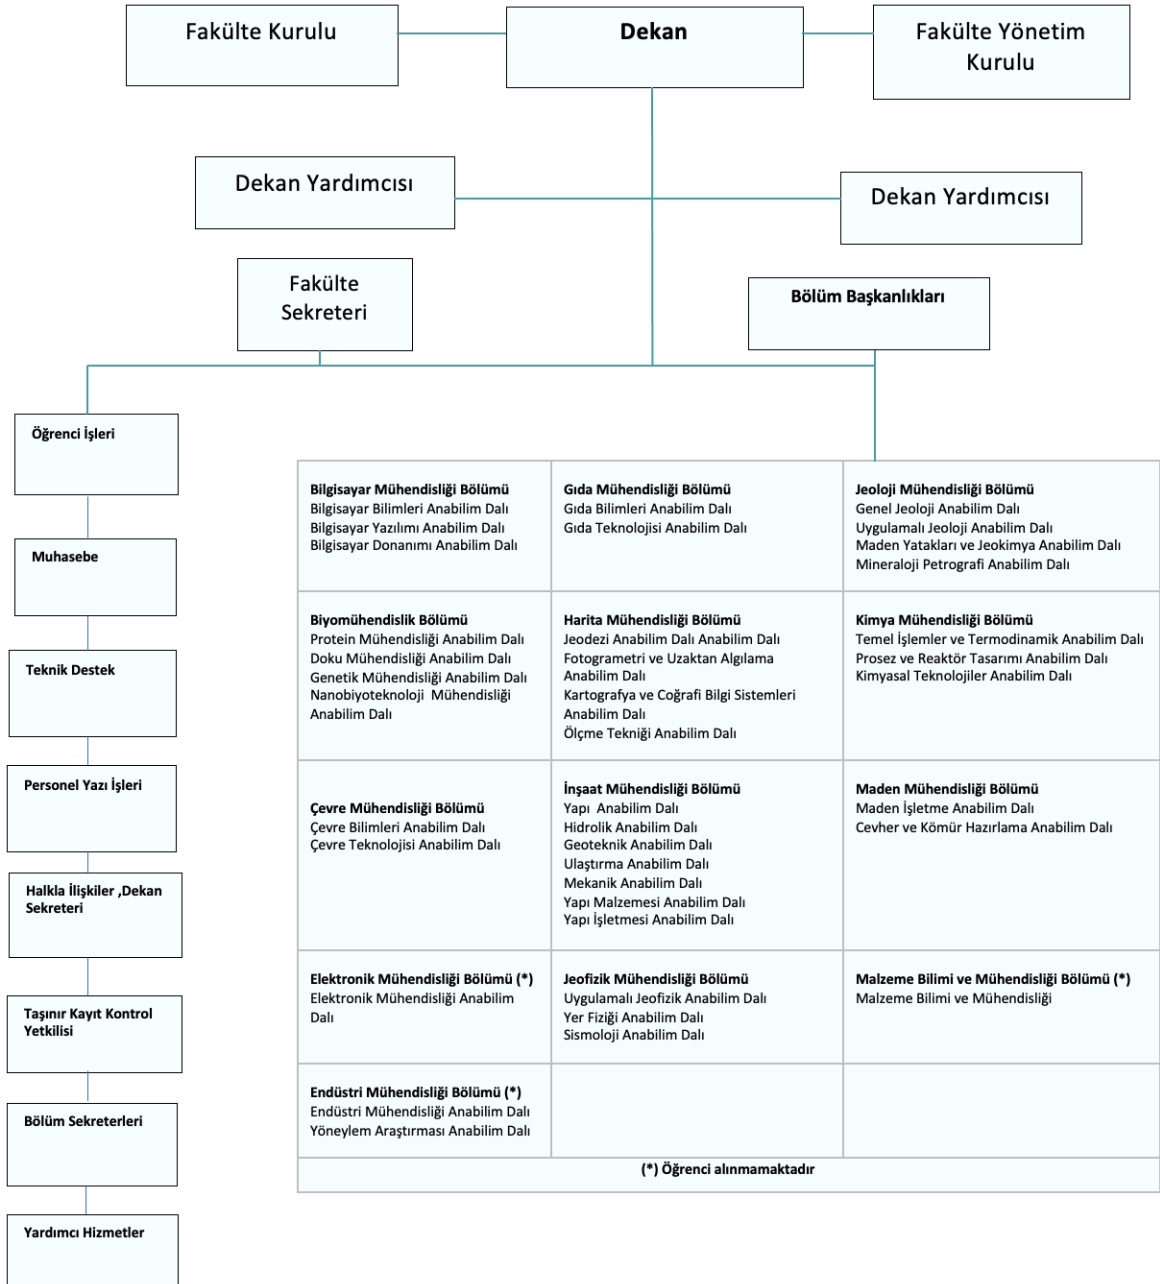 Fakülte Kurulu
Dekan
Fakülte Yönetim
Kurulu
Dekan Yardımcısı
Dekan Yardımcısı
Fakülte
Sekreteri
Bölüm Başkanlıkları
Öğrenci İşleri
Muhasebe
Teknik Destek
Personel Yazı İşleri
Halkla İlişkiler ,Dekan
Sekreteri
Taşınır Kayıt Kontrol
Yetkilisi
Bölüm Sekreterleri
Yardımcı Hizmetler
Bilgisayar Mühendisliği Bölümü
Bilgisayar Bilimleri Anabilim Dalı
Bilgisayar Yazılımı Anabilim Dalı
Bilgisayar Donanımı Anabilim Dalı
Gıda Mühendisliği Bölümü
Gıda Bilimleri Anabilim Dalı
Gıda Teknolojisi Anabilim Dalı
Jeoloji Mühendisliği Bölümü
Genel Jeoloji Anabilim Dalı
Uygulamalı Jeoloji Anabilim Dalı
Maden Yatakları ve Jeokimya Anabilim Dalı
Mineraloji Petrografi Anabilim Dalı
Biyomühendislik Bölümü
Protein Mühendisliği Anabilim Dalı
Doku Mühendisliği Anabilim Dalı
Genetik Mühendisliği Anabilim Dalı
Nanobiyoteknoloji Mühendisliği
Anabilim Dalı
Harita Mühendisliği Bölümü
Jeodezi Anabilim Dalı Anabilim Dalı
Fotogrametri ve Uzaktan Algılama
Anabilim Dalı
Kartografya ve Coğrafi Bilgi Sistemleri
Anabilim Dalı
Ölçme Tekniği Anabilim Dalı
Kimya Mühendisliği Bölümü
Temel İşlemler ve Termodinamik Anabilim Dalı
Prosez ve Reaktör Tasarımı Anabilim Dalı
Kimyasal Teknolojiler Anabilim Dalı
Çevre Mühendisliği Bölümü
Çevre Bilimleri Anabilim Dalı
Çevre Teknolojisi Anabilim Dalı
İnşaat Mühendisliği Bölümü
Yapı Anabilim Dalı
Hidrolik Anabilim Dalı
Geoteknik Anabilim Dalı
Ulaştırma Anabilim Dalı
Mekanik Anabilim Dalı
Yapı Malzemesi Anabilim Dalı
Yapı İşletmesi Anabilim Dalı
Maden Mühendisliği Bölümü
Maden İşletme Anabilim Dalı
Cevher ve Kömür Hazırlama Anabilim Dalı
Elektronik Mühendisliği Bölümü (*)
Elektronik Mühendisliği Anabilim
Dalı
Jeofizik Mühendisliği Bölümü
Uygulamalı Jeofizik Anabilim Dalı
Yer Fiziği Anabilim Dalı
Sismoloji Anabilim Dalı
Malzeme Bilimi ve Mühendisliği Bölümü (*)
Malzeme Bilimi ve Mühendisliği
Endüstri Mühendisliği Bölümü (*)
Endüstri Mühendisliği Anabilim Dalı
Yöneylem Araştırması Anabilim Dalı
(*) Öğrenci alınmamaktadır